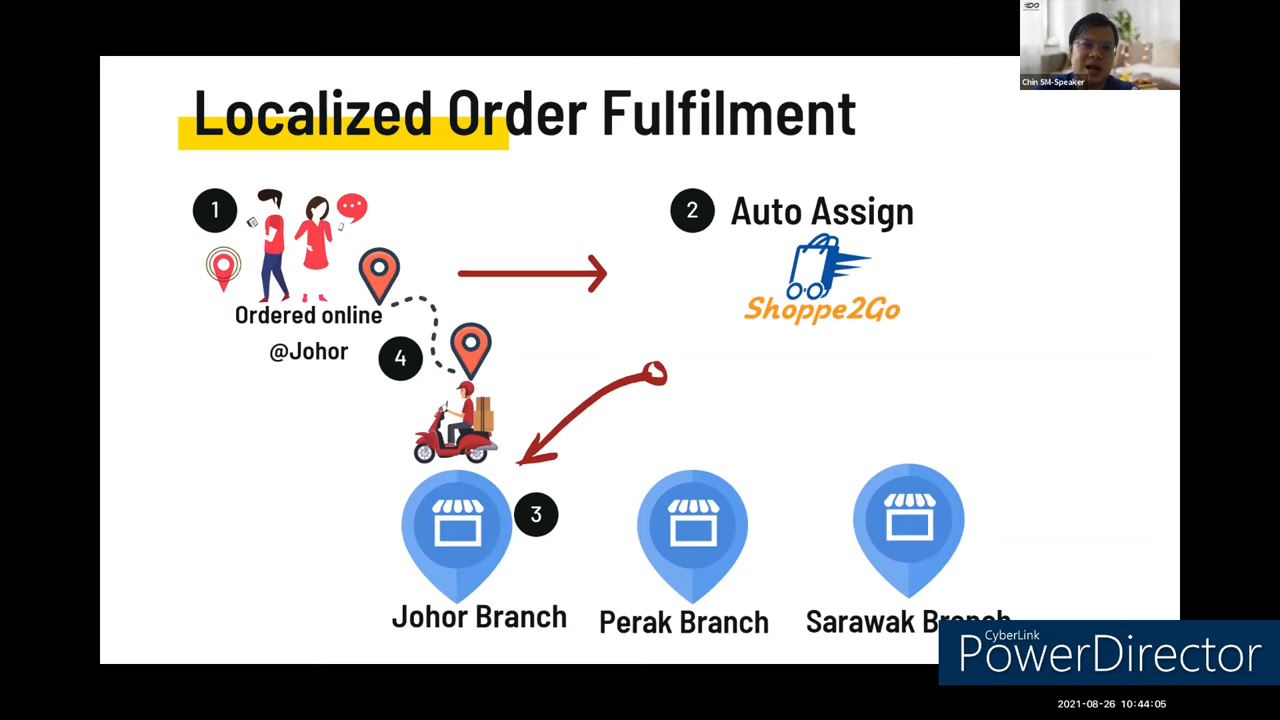 Chin SM-Speaker
Localized Order Fulfilment
1
Ordered online
@Johor
2
Auto Assign
Shoppe2Go
4
3
Johor Branch
Perak Branch
Sarawak Branch
CyberLink
PowerDirector
2021-08-26 10:44:05